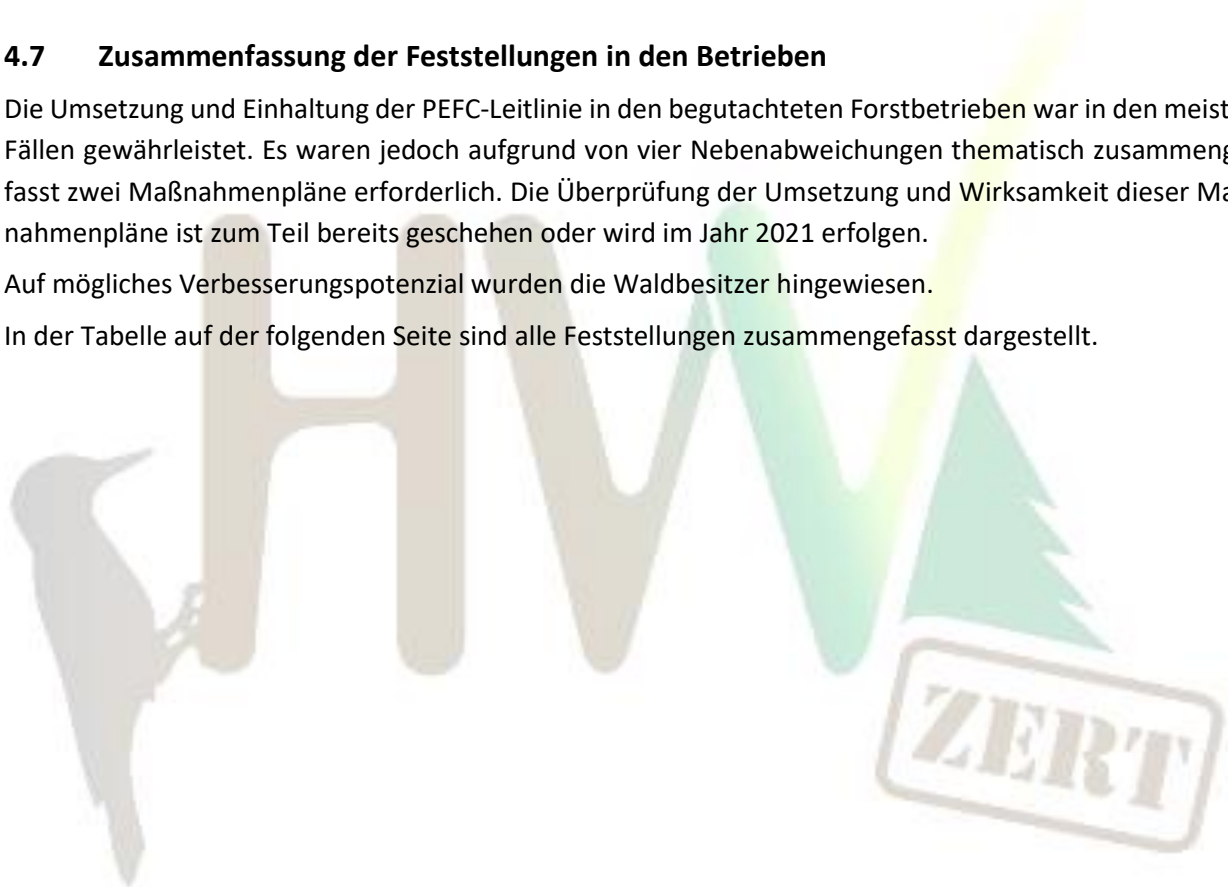 4.7 Zusammenfassung der Feststellungen in den Betrieben
Die Umsetzung und Einhaltung der PEFC-Leitlinie in den begutachteten Forstbetrieben war in den meist
Fällen gewährleistet. Es waren jedoch aufgrund von vier Nebenabweichungen thematisch zusammeng
fasst zwei Maßnahmenpläne erforderlich. Die Überprüfung der Umsetzung und Wirksamkeit dieser Ma
nahmenpläne ist zum Teil bereits geschehen oder wird im Jahr 2021 erfolgen.
Auf mögliches Verbesserungspotenzial wurden die Waldbesitzer hingewiesen.
In der Tabelle auf der folgenden Seite sind alle Feststellungen zusammengefasst dargestellt.
HW
ZERT